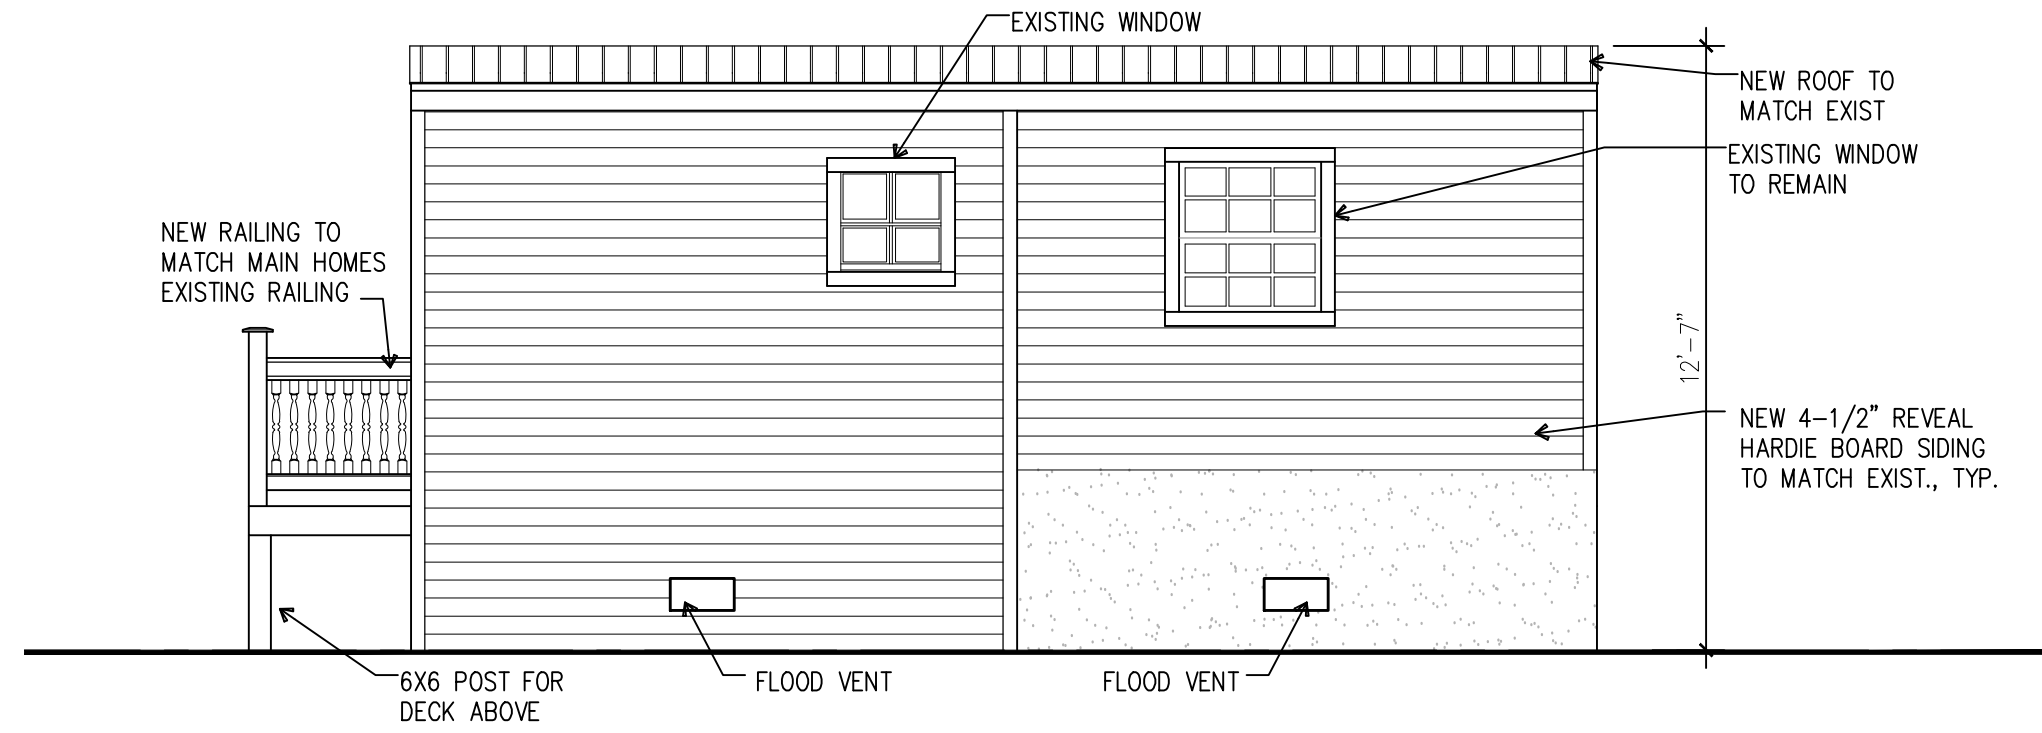 EXISTING WINDOW
NEW ROOF TO
MATCH EXIST
EXISTING WINDOW
TO REMAIN
NEW RAILING TO
MATCH MAIN HOMES
EXISTING RAILING
12'-7"
NEW 4-1/2" REVEAL
HARDIE BOARD SIDING
TO MATCH EXIST., TYP.
6X6 POST FOR
DECK ABOVE
FLOOD VENT
FLOOD VENT